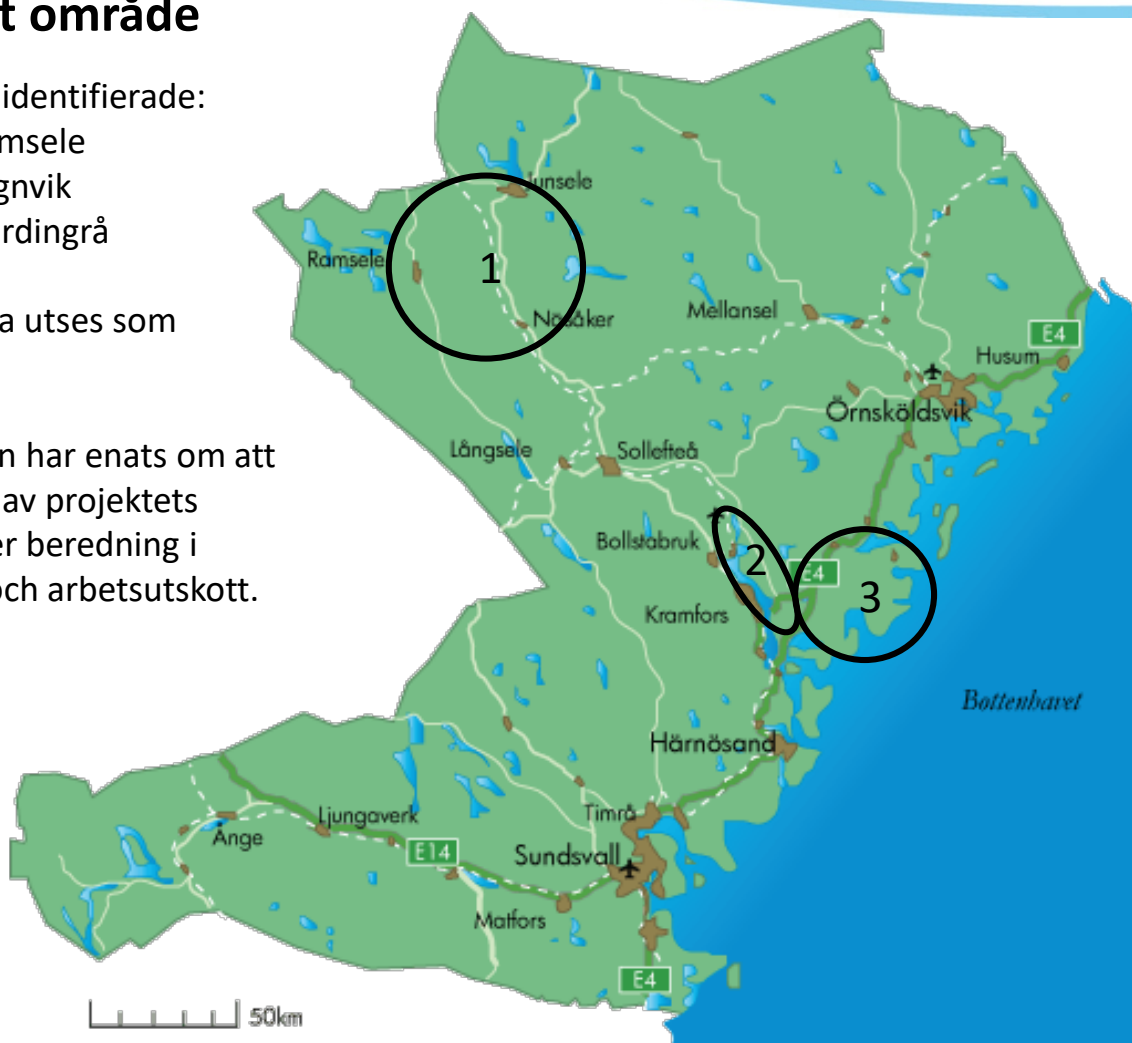 t område
identifierade:
msele
gnvik
rdingrå
a utses som
n har enats om att
av projektets
er beredning i
och arbetsutskott.
Junsele
Ramsele
1
Näsåker
Mellansel
E4
Husum
Örnsköldsvik
Långsele
Sollefteå
Bollstabruk
2
E4
3
Kramfors
Bottenhavet
Härnösand
Timrå
Ljungaverk
Ånge
E14
Sundsvall
Matfors
E4
50km